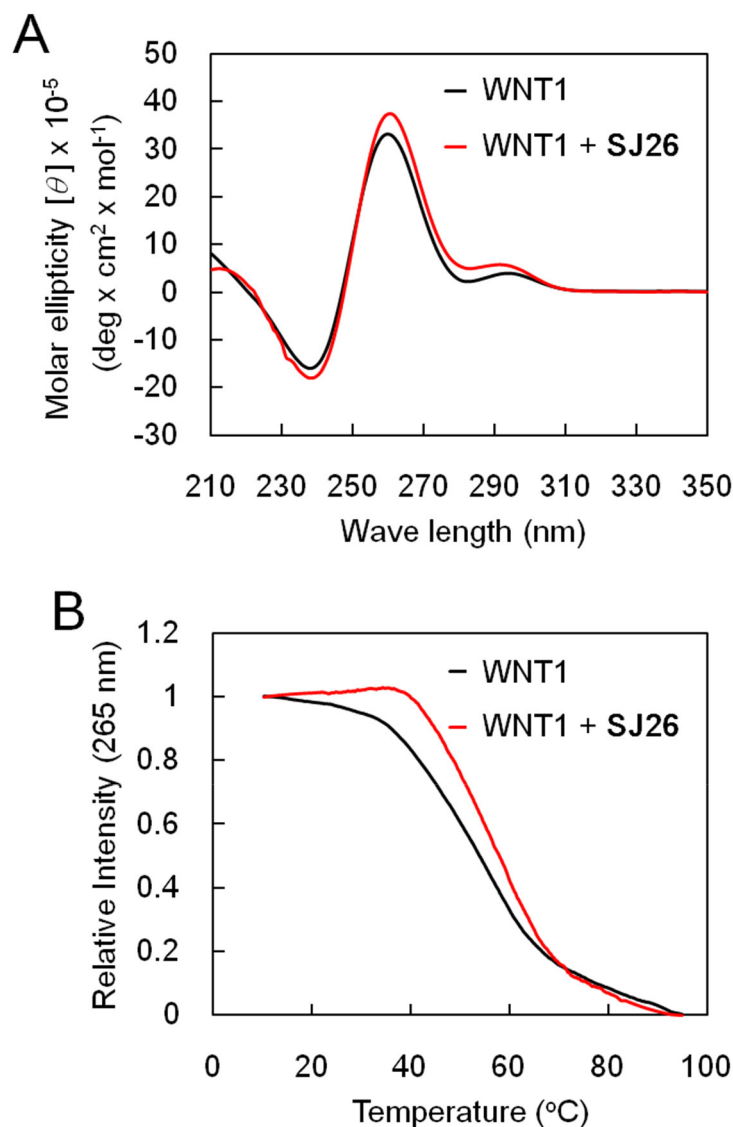 A
Molar ellipticity [θ] x 10-5
(deg x cm2 x mol-1)
50
40
30
20
10
0
-10
-20
-30
WNT1
WNT1 + SJ26
210 230 250 270 290 310 330 350
Wave length (nm)
B
Relative Intensity (265 nm)
1.2
1
0.8
0.6
0.4
0.2
0
WNT1
WNT1 + SJ26
0 20 40 60 80 100
Temperature (oC)